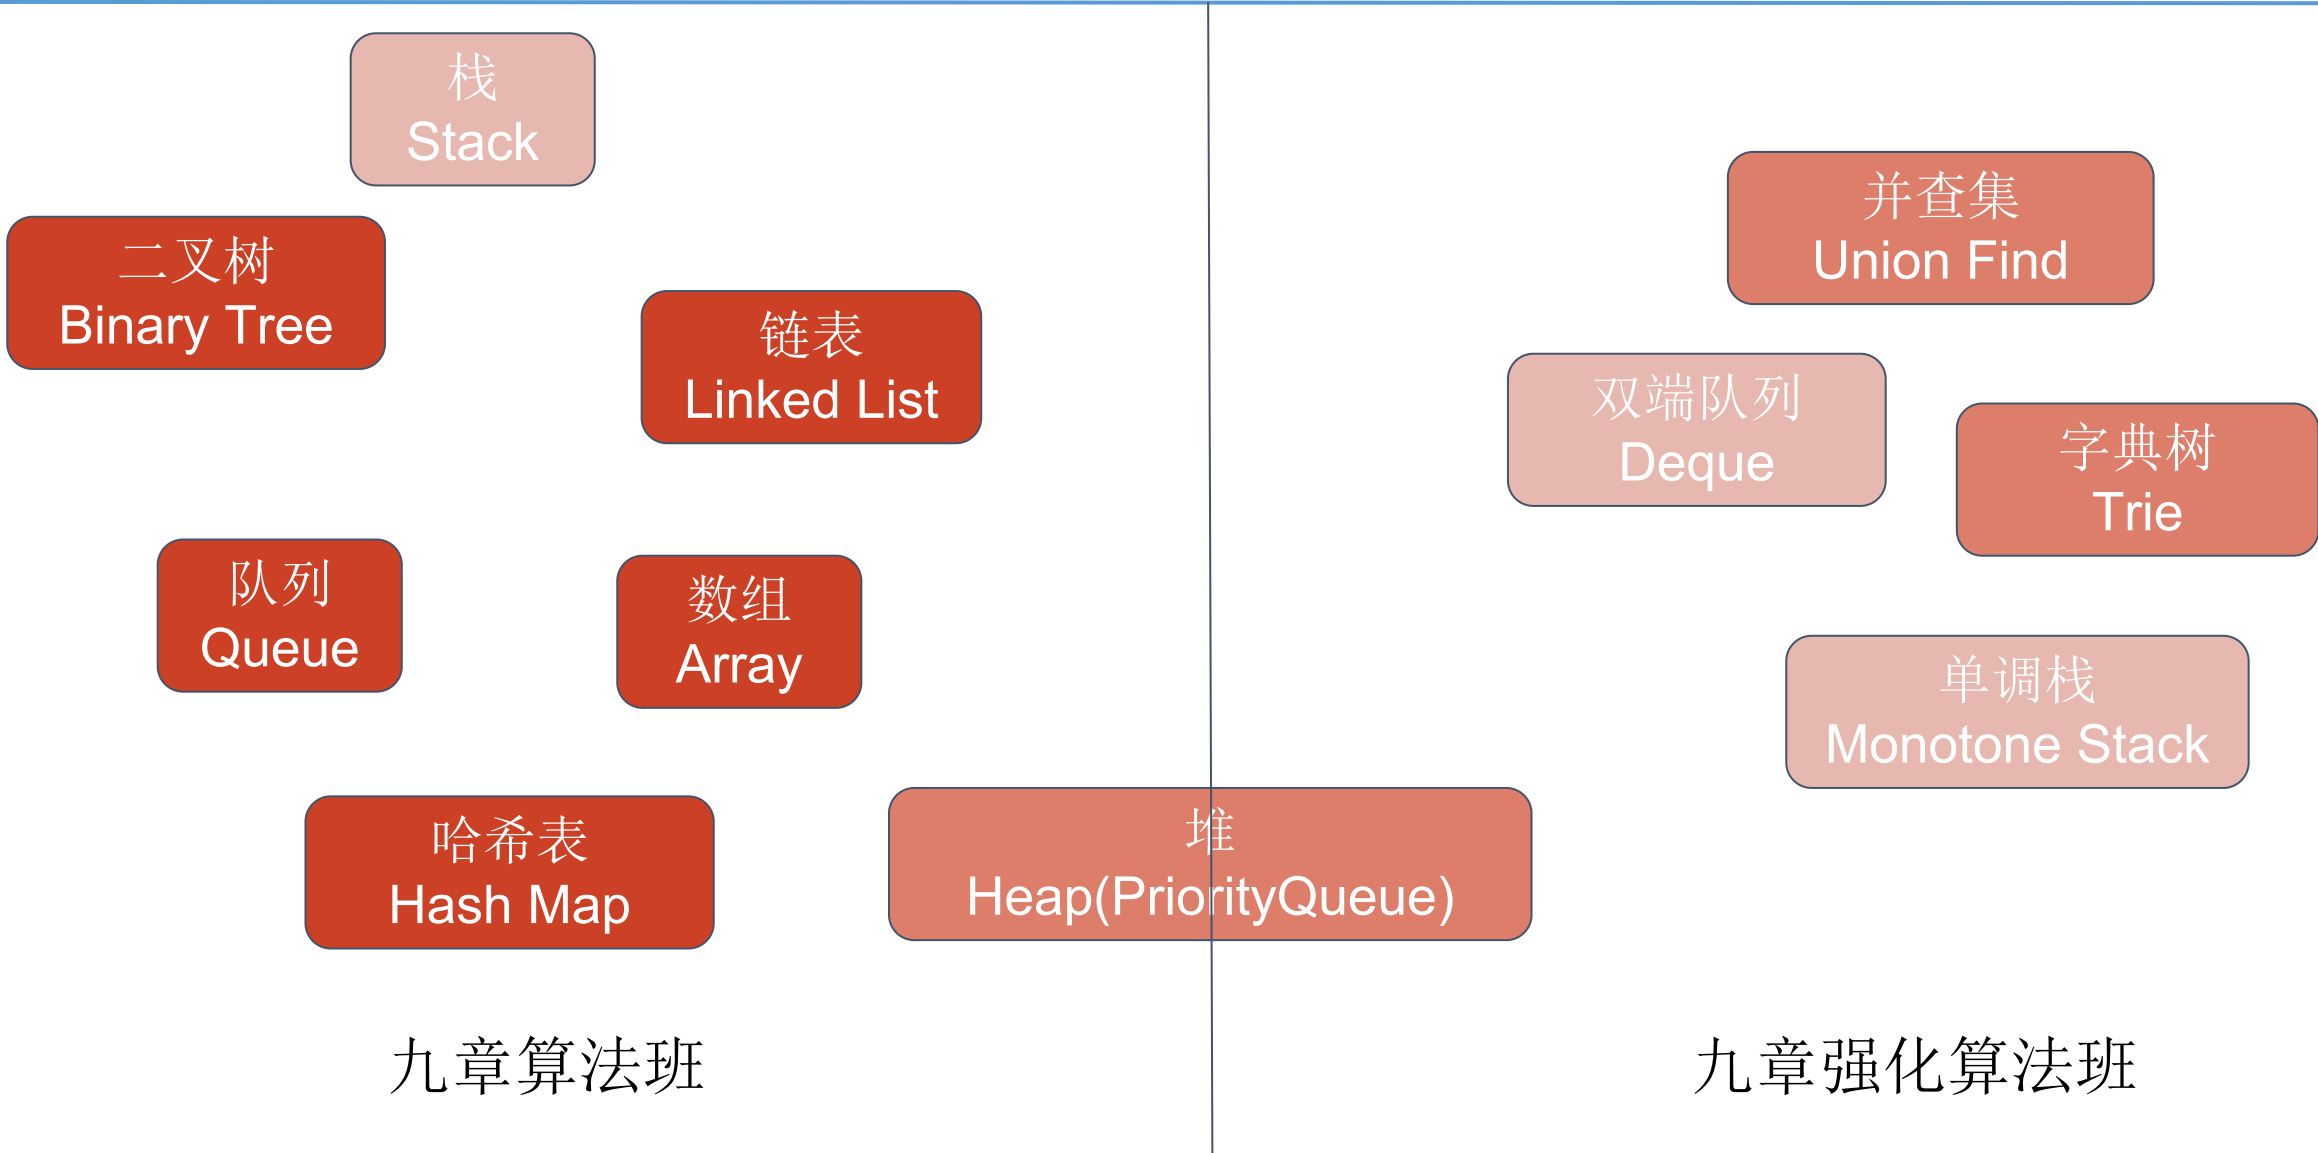 栈
Stack
二叉树
Binary Tree
链表
Linked List
队列
Queue
数组
Array
哈希表
Hash Map
堆
Heap(PriorityQueue)
九章算法班
并查集
Union Find
双端队列
Deque
字典树
Trie
单调栈
Monotone Stack
九章强化算法班